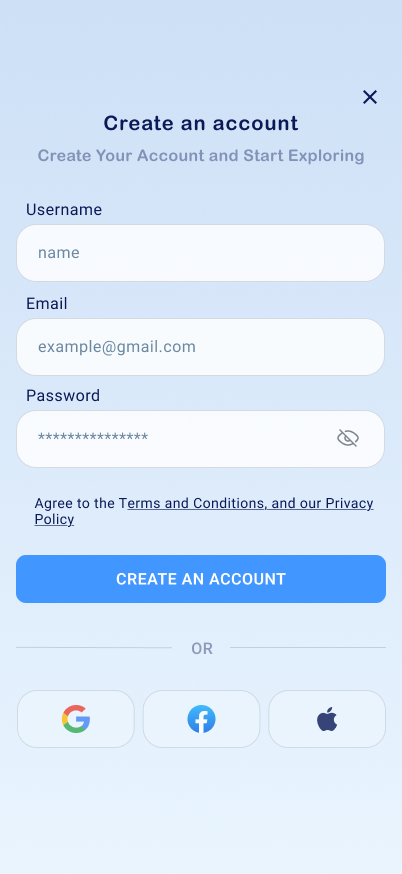 Create an account
Create Your Account and Start Exploring
Username
name
Email
example@gmail.com
Password
***************
Agree to the Terms and Conditions, and our Privacy
Policy
CREATE AN ACCOUNT
OR